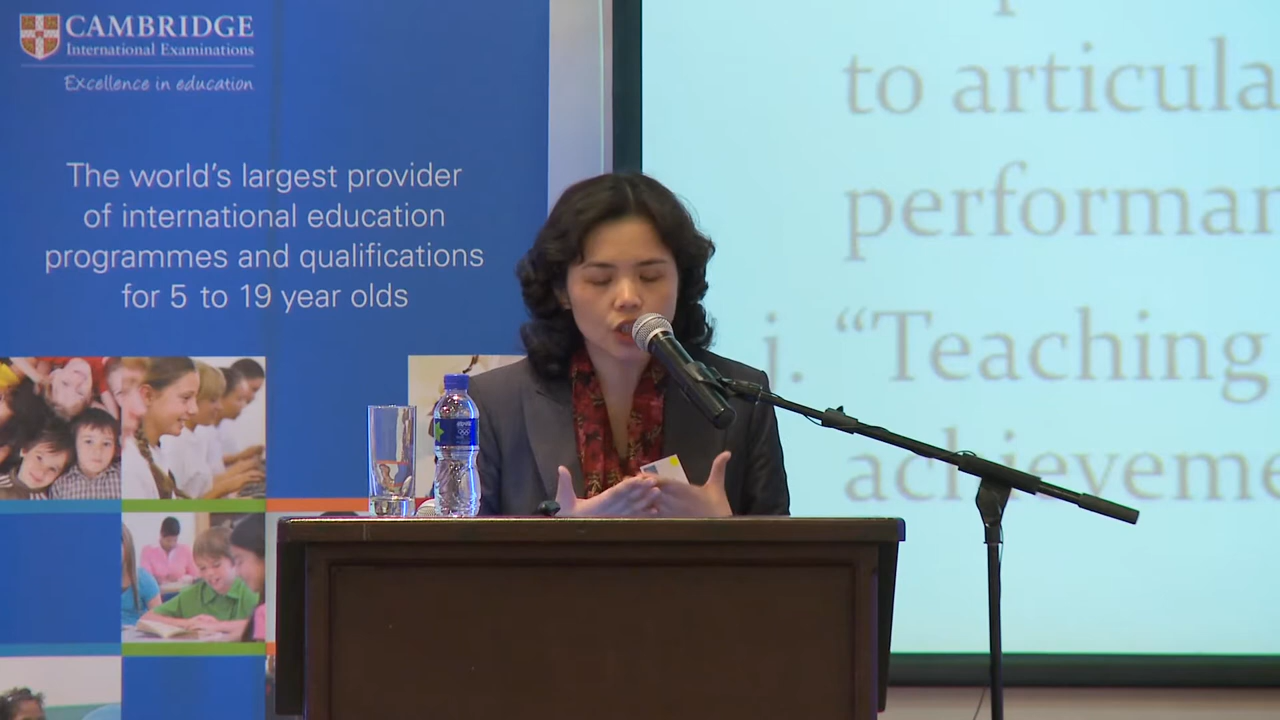 CAMBRIDGE
International Examinations
Excellence in education
The world's largest provider
of international education
programmes and qualifications
for 5 to 19 year olds
to articula
performan
j. “Teaching
achieveme